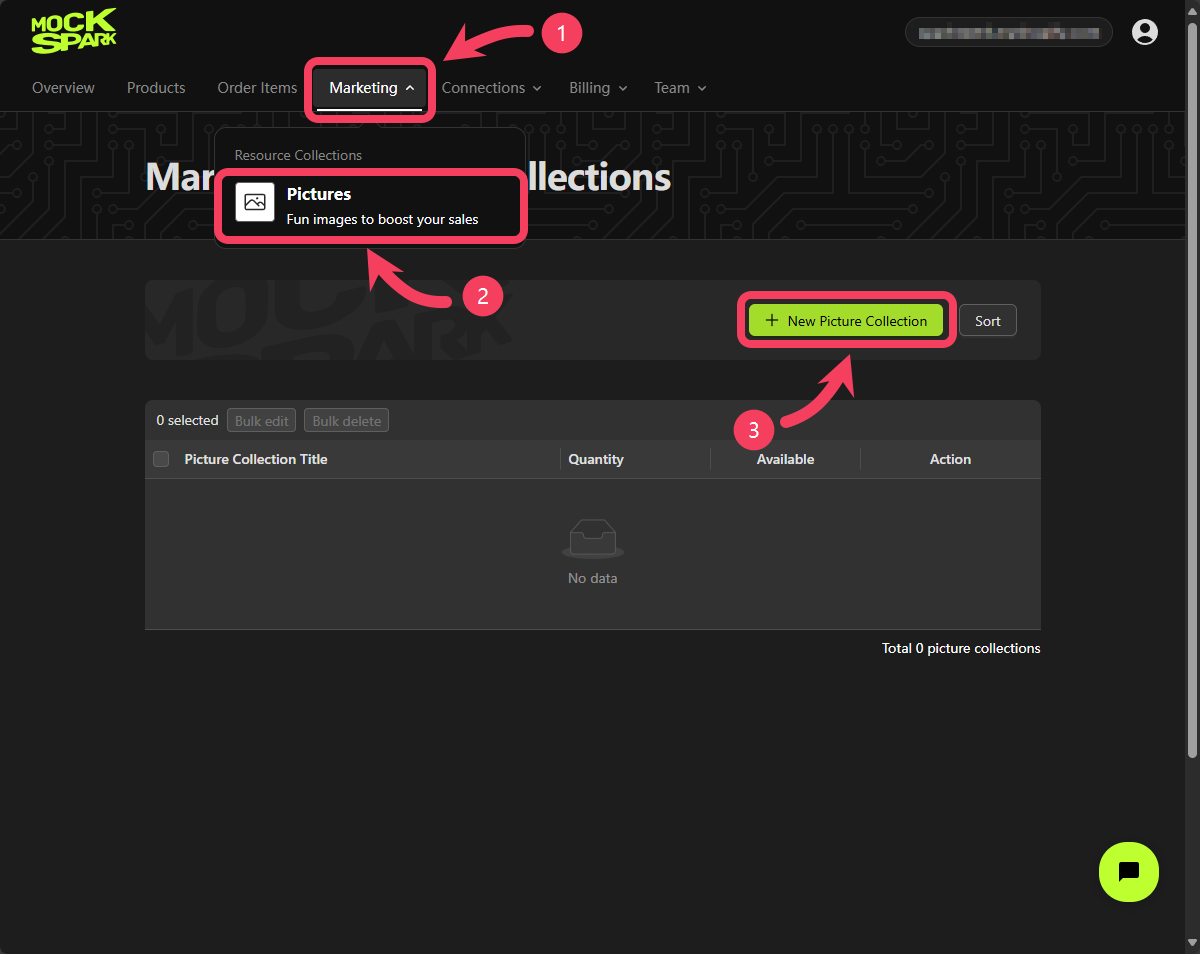 MOCK
SPARK
1
Overview Products Order Items Marketing Connections Billing Team
Resource Collections
Mar llections
Pictures
Fun images to boost your sales
2
MOCK
SPARK
New Picture Collection Sort
3
0 selected Bulk edit Bulk delete
Picture Collection Title Quantity Available Action
No data
Total 0 picture collections